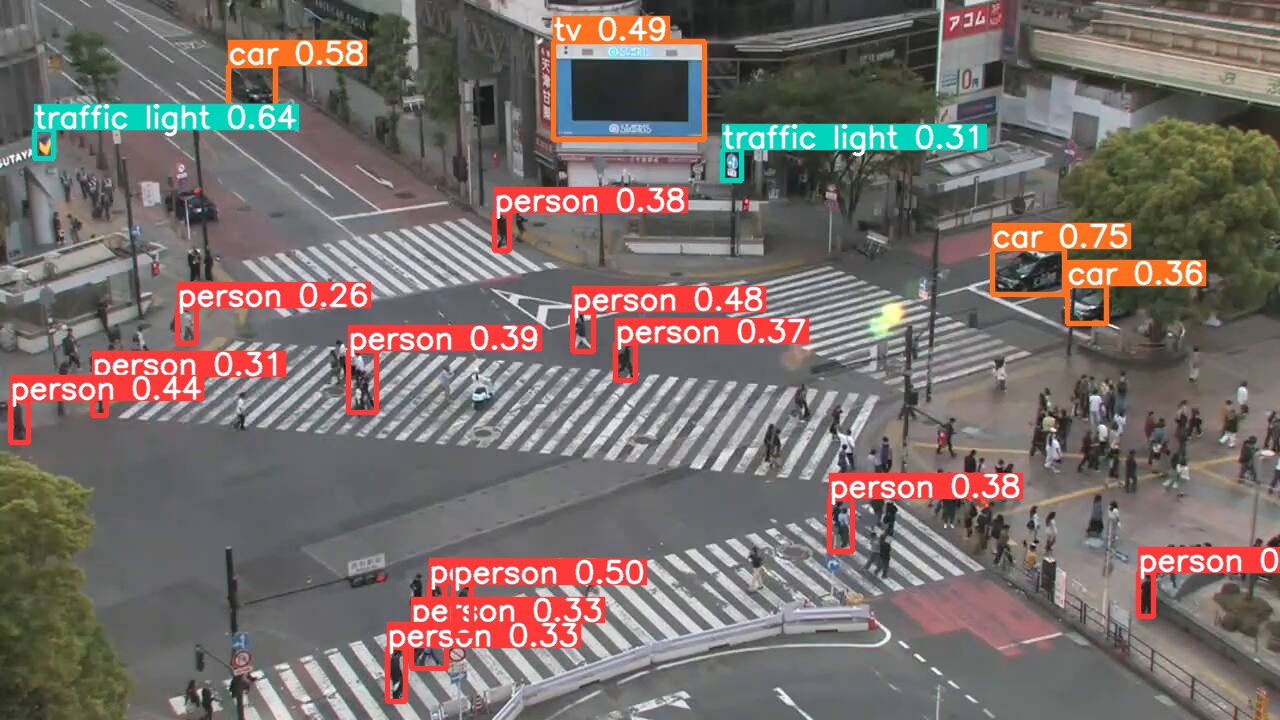 AMERICAN EAGLE
tv 0.49
car 0.58
アコム
traffic light 0.64
traffic light 0.31
person 0.38
car 0.75
car 0.36
person 0.26
person 0.48
person 0.37
person 0.39
person 0.31
person 0.44
person 0.38
person 0
p
person 0.50
person 0.33
person 0.33